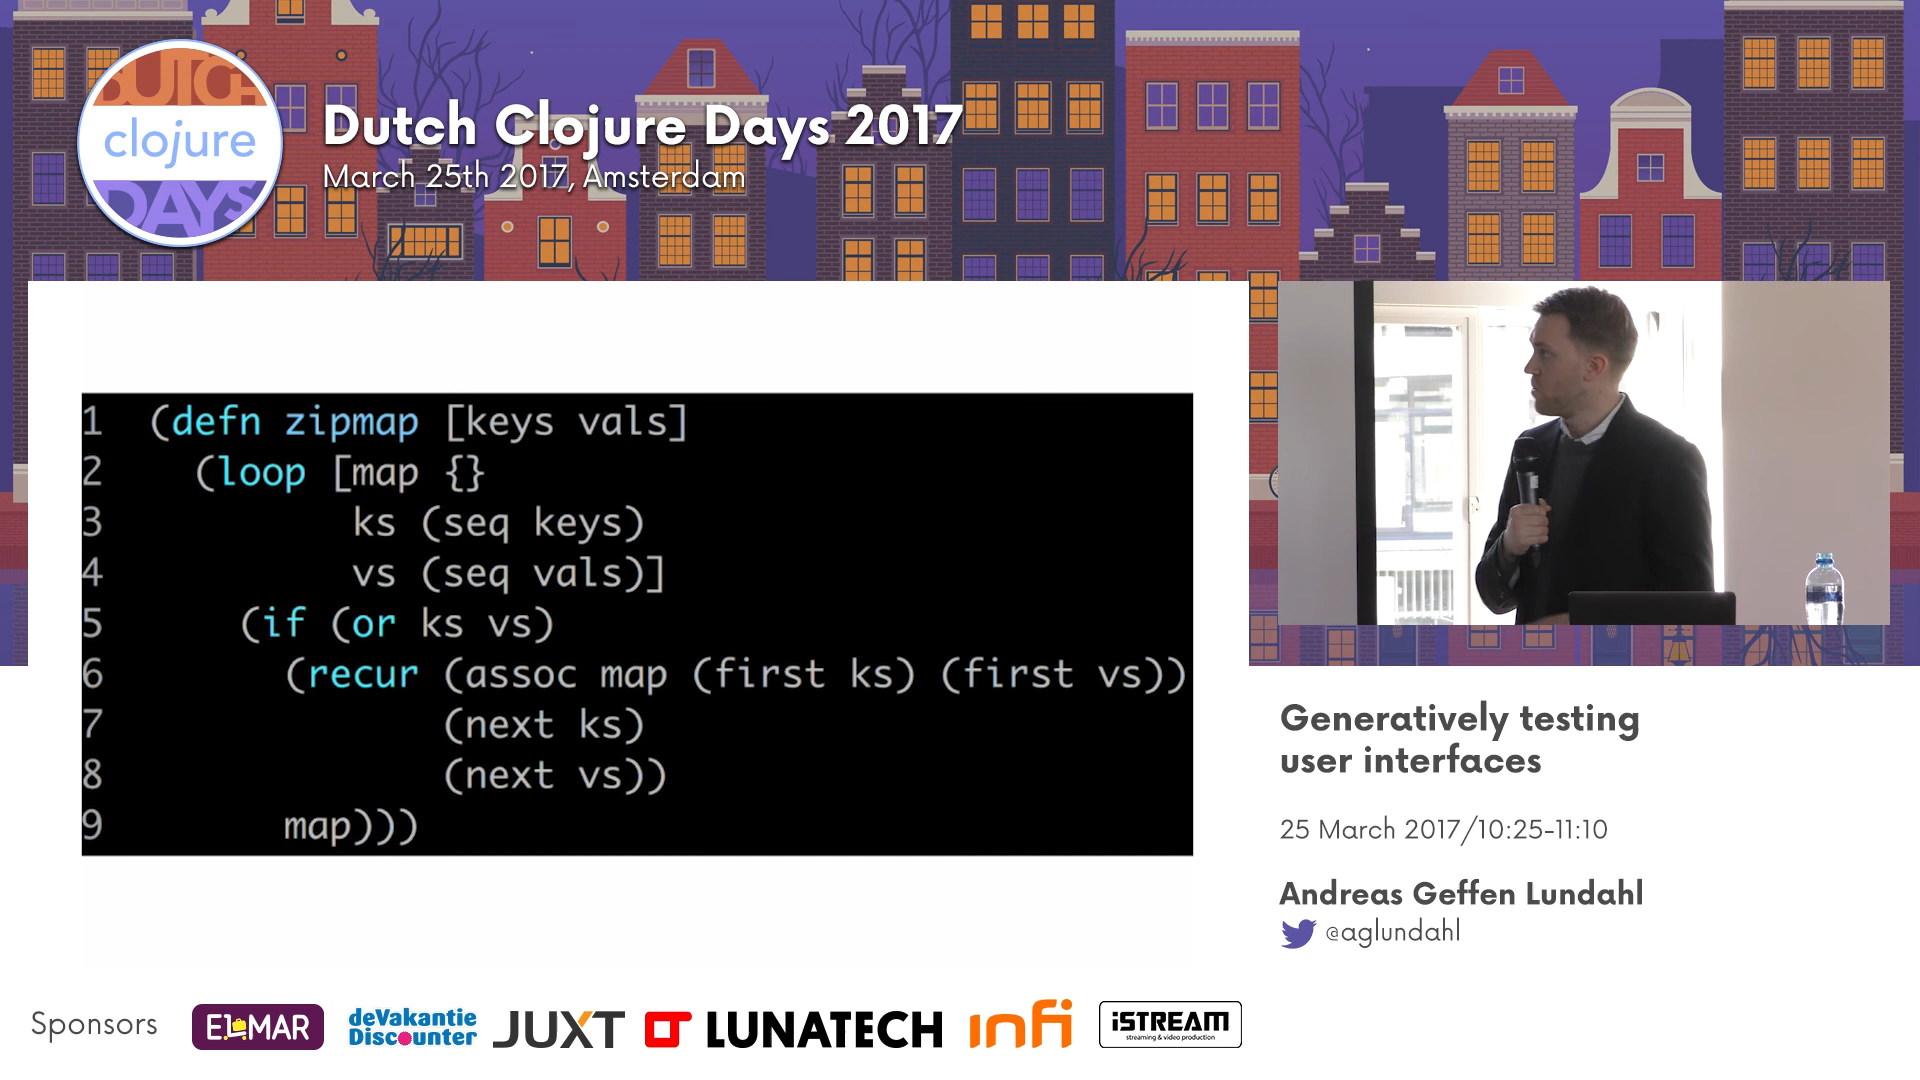 DUTCH
clojure
DAYS
Dutch Clojure Days 2017
March 25th 2017, Amsterdam
1 (defn zipmap [keys vals]
2   (loop [map {}
3          ks (seq keys)
4          vs (seq vals)]
5     (if (or ks vs)
6       (recur (assoc map (first ks) (first vs))
7              (next ks)
8              (next vs))
9       map)))
Generatively testing
user interfaces
25 March 2017/10:25-11:10
Andreas Geffen Lundahl
@aglundahl
Sponsors
ELMAR
deVakantie
Discounter
JUXT
LUNATECH
infi
iSTREAM
streaming & video production